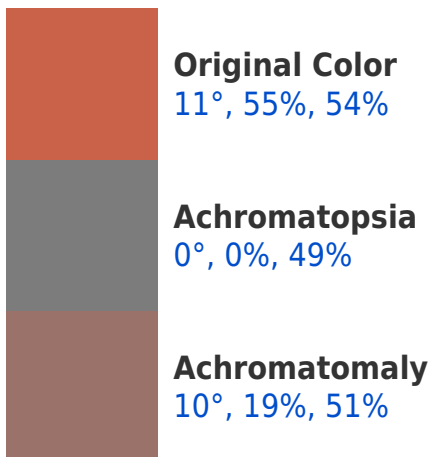 Original Color
11°, 55%, 54%
Achromatopsia
0°, 0%, 49%
Achromatomaly
10°, 19%, 51%